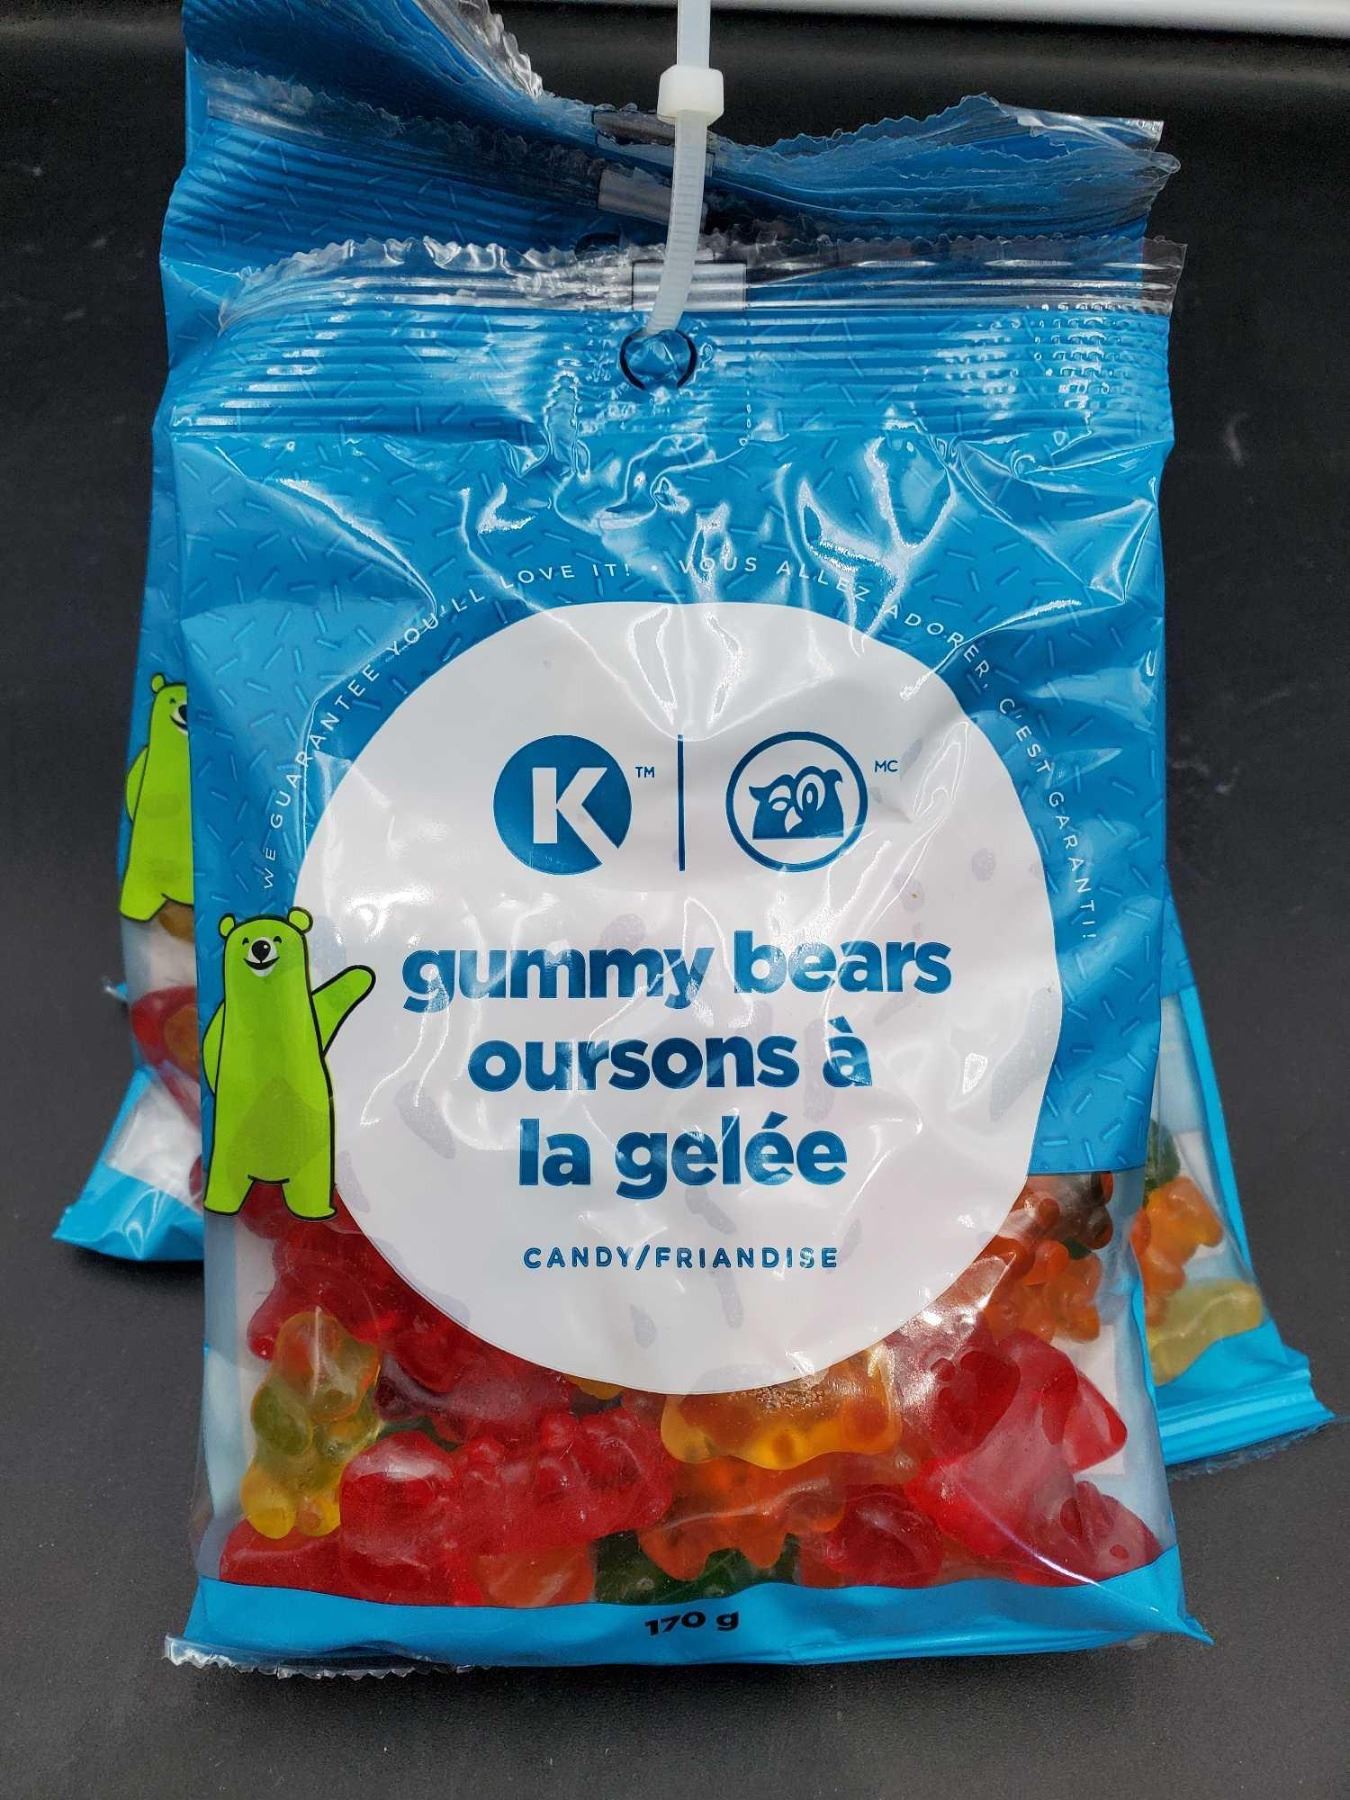 WE GUARANTEE YOU'LL LOVE IT! • VOUS ALLEZ ADORER, C'EST GARANTI!
K™ MC
gummy bears
oursons à
la gelée
CANDY/FRIANDISE
170 g